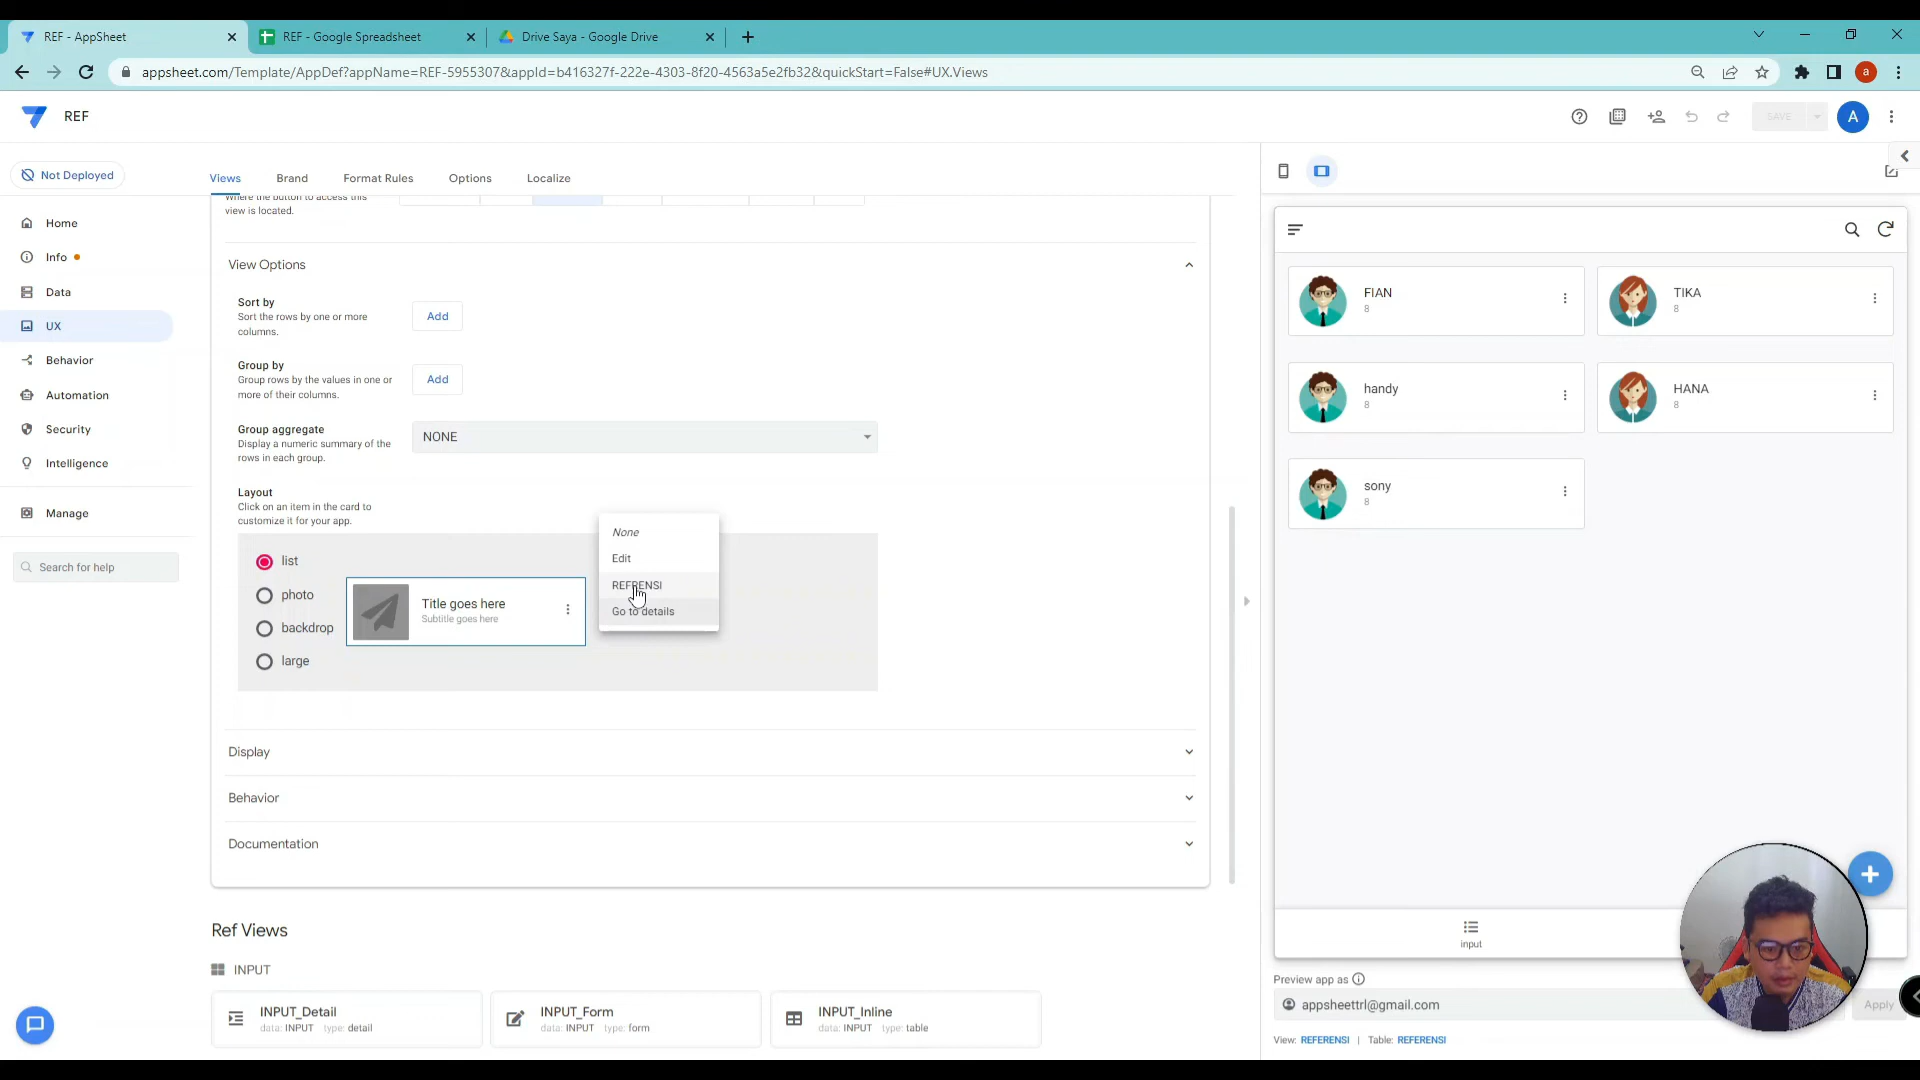 REF - AppSheet
REF - Google Spreadsheet
Drive Saya - Google Drive
appsheet.com/Template/AppDef?appName=REF-5955307&appId=b416327f-222e-4303-8f20-4563a5e2fb32&quickStart=False#UX.Views
a
REF
SAVE
A
Not Deployed
Views
Brand
Format Rules
Options
Localize
Home
Info
Data
UX
Behavior
Automation
Security
Intelligence
Manage
Search for help
Where the button to access this
view is located.
View Options
Sort by
Sort the rows by one or more
columns.
Add
Group by
Group rows by the values in one or
more of their columns.
Add
Group aggregate
Display a numeric summary of the
rows in each group.
NONE
Layout
Click on an item in the card to
customize it for your app.
list
photo
backdrop
large
Title goes here
Subtitle goes here
None
Edit
REFRENSI
Go to details
Display
Behavior
Documentation
Ref Views
INPUT
INPUT_Detail
data: INPUT type: detail
INPUT_Form
data: INPUT type: form
INPUT_Inline
data: INPUT type: table
FIAN
8
TIKA
8
handy
8
HANA
8
sony
8
input
Preview app as
appsheettrl@gmail.com
Apply
View: REFERENSI | Table: REFERENSI